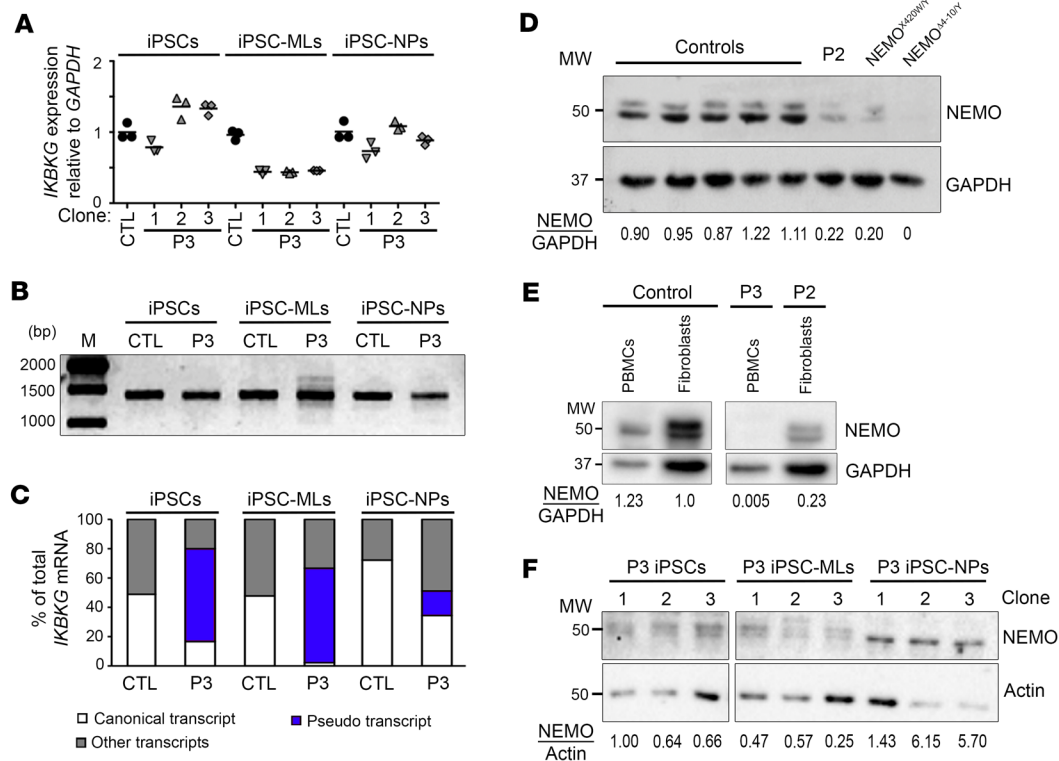 A
iPSCs iPSC-MLs iPSC-NPs
IKBKG expression
relative to GAPDH
2
1
0
Clone:
CTL 1 2 3 CTL 1 2 3 CTL 1 2 3
P3 P3 P3
B
iPSCs iPSC-MLs iPSC-NPs
(bp) M CTL P3 CTL P3 CTL P3
2000
1500
1000
C
iPSCs iPSC-MLs iPSC-NPs
% of total
IKBKG mRNA
100
80
60
40
20
0
CTL P3 CTL P3 CTL P3
Canonical transcript
Pseudo transcript
Other transcripts
D
MW Controls P2 NEMOX420W/Y NEMOΔ4-10/Y
50 NEMO
37 GAPDH
NEMO
GAPDH
0.90 0.95 0.87 1.22 1.11 0.22 0.20 0
E
Control P3 P2
PBMCs Fibroblasts PBMCs Fibroblasts
MW
50 NEMO
37 GAPDH
NEMO
GAPDH
1.23 1.0 0.005 0.23
F
P3 iPSCs P3 iPSC-MLs P3 iPSC-NPs
1 2 3 1 2 3 1 2 3 Clone
MW
50 NEMO
50 Actin
NEMO
Actin
1.00 0.64 0.66 0.47 0.57 0.25 1.43 6.15 5.70